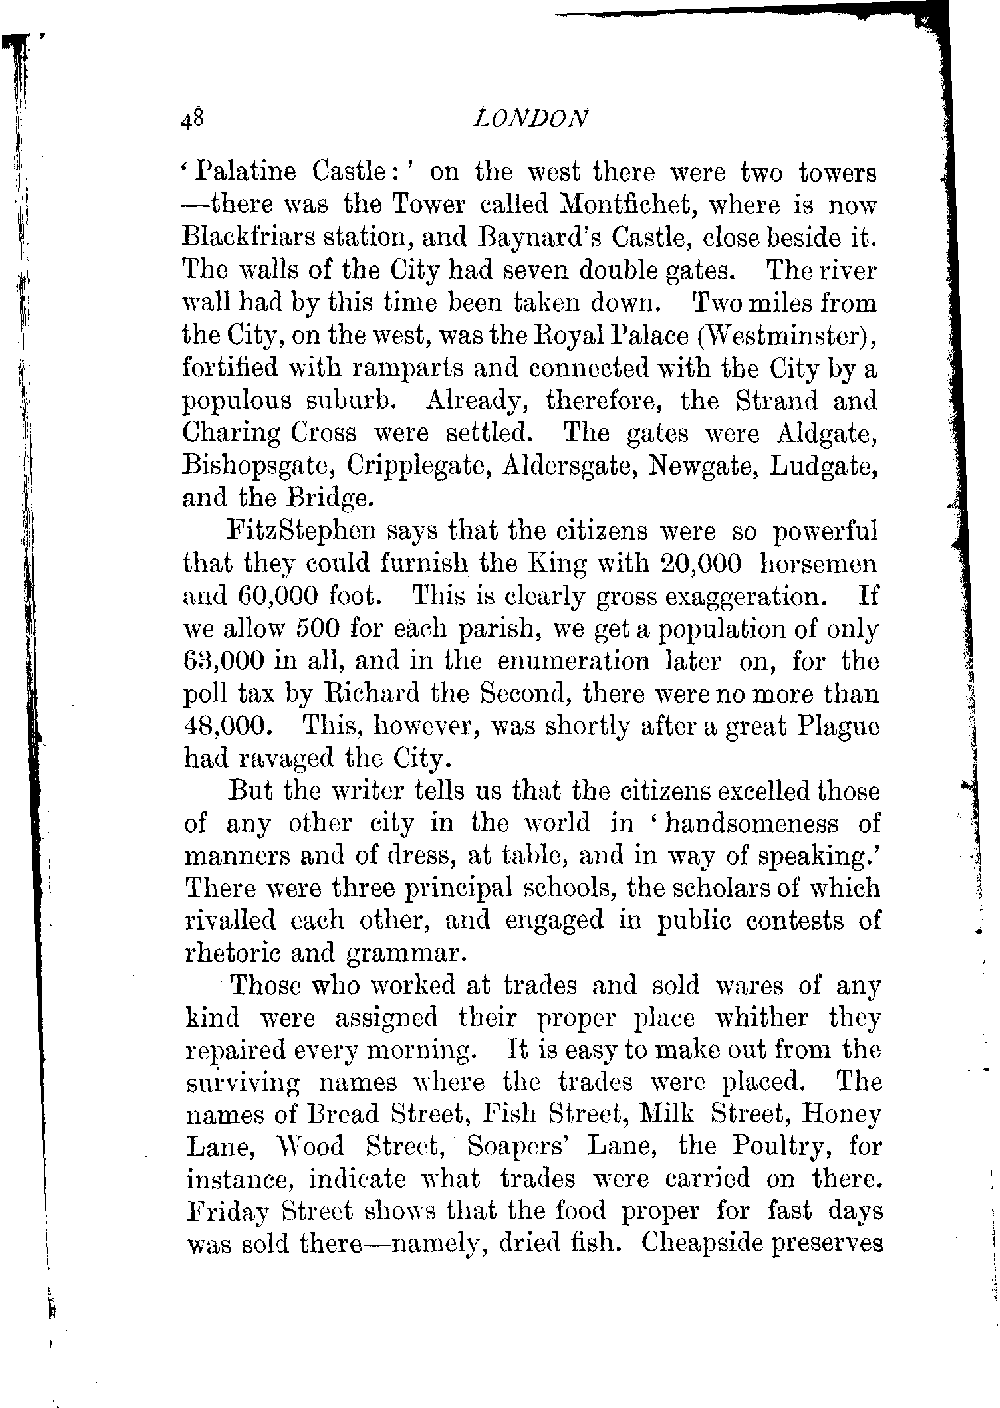 48 LONDON
‘Palatine Castle:’ on the west there were two towers
—there was the Tower called Montfichet, where is now
Blackfriars station, and Baynard’s Castle, close beside it.
The walls of the City had seven double gates. The river
wall had by this time been taken down. Two miles from
the City, on the west, was the Royal Palace (Westminster),
fortified with ramparts and connected with the City by a
populous suburb. Already, therefore, the Strand and
Charing Cross were settled. The gates were Aldgate,
Bishopsgate, Cripplegate, Aldersgate, Newgate, Ludgate,
and the Bridge.
FitzStephen says that the citizens were so powerful
that they could furnish the King with 20,000 horsemen
and 60,000 foot. This is clearly gross exaggeration. If
we allow 500 for each parish, we get a population of only
63,000 in all, and in the enumeration later on, for the
poll tax by Richard the Second, there were no more than
48,000. This, however, was shortly after a great Plague
had ravaged the City.
But the writer tells us that the citizens excelled those
of any other city in the world in ‘handsomeness of
manners and of dress, at table, and in way of speaking.’
There were three principal schools, the scholars of which
rivalled each other, and engaged in public contests of
rhetoric and grammar.
Those who worked at trades and sold wares of any
kind were assigned their proper place whither they
repaired every morning. It is easy to make out from the
surviving names where the trades were placed. The
names of Bread Street, Fish Street, Milk Street, Honey
Lane, Wood Street, Soapers’ Lane, the Poultry, for
instance, indicate what trades were carried on there.
Friday Street shows that the food proper for fast days
was sold there—namely, dried fish. Cheapside preserves